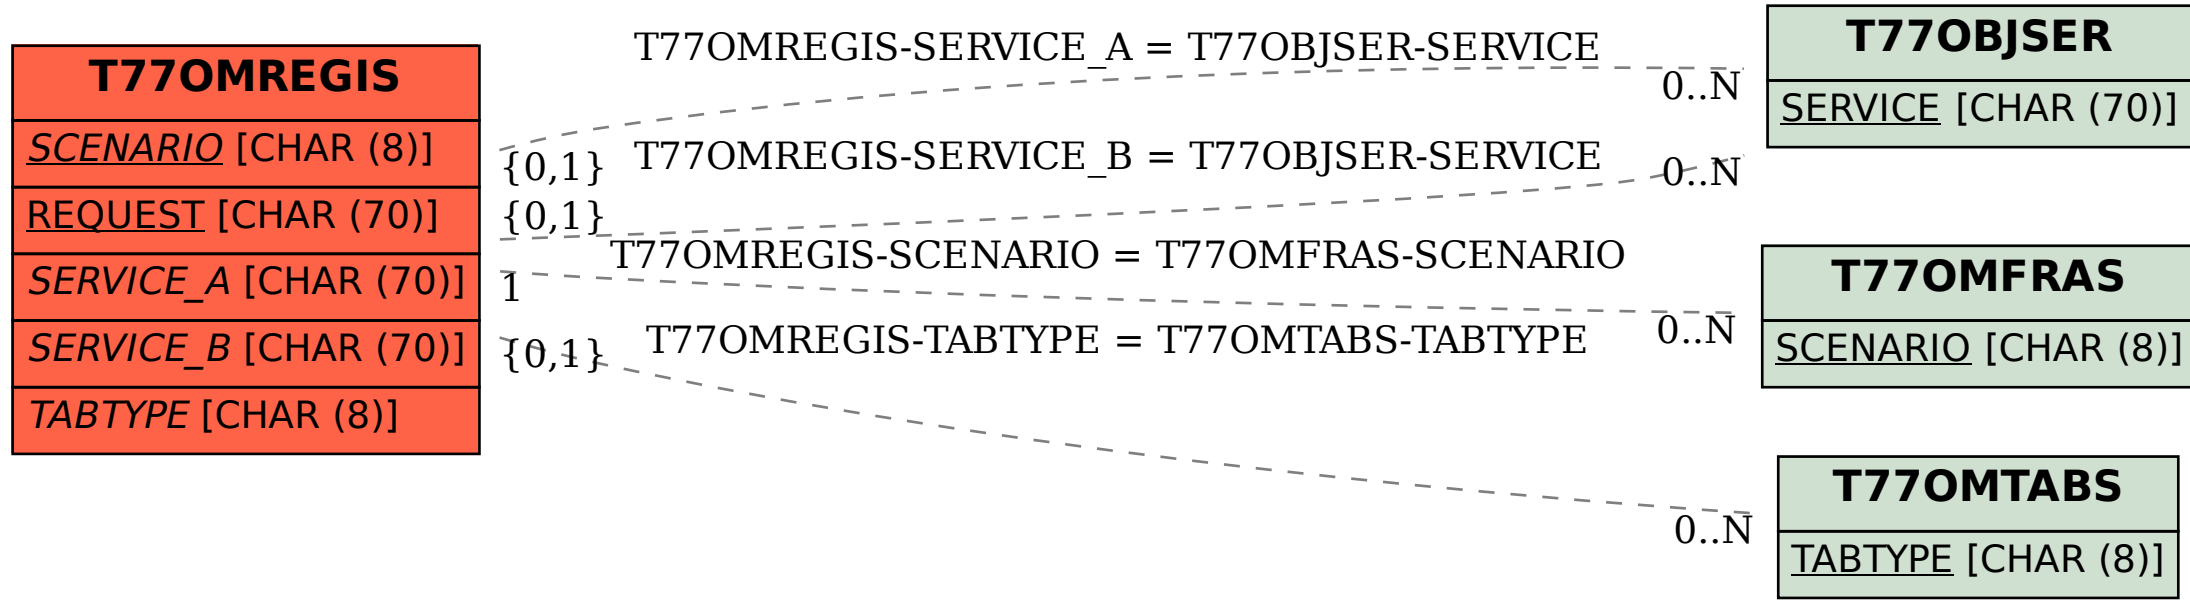 T77OMREGIS
SCENARIO [CHAR (8)]
REQUEST [CHAR (70)]
SERVICE_A [CHAR (70)]
SERVICE_B [CHAR (70)]
TABTYPE [CHAR (8)]
T77OMREGIS-SERVICE_A = T77OBJSER-SERVICE
0..N
{0,1}
T77OMREGIS-SERVICE_B = T77OBJSER-SERVICE
0..N
{0,1}
T77OMREGIS-SCENARIO = T77OMFRAS-SCENARIO
1
0..N
T77OMREGIS-TABTYPE = T77OMTABS-TABTYPE
{0,1}
0..N
T77OBJSER
SERVICE [CHAR (70)]
T77OMFRAS
SCENARIO [CHAR (8)]
T77OMTABS
TABTYPE [CHAR (8)]